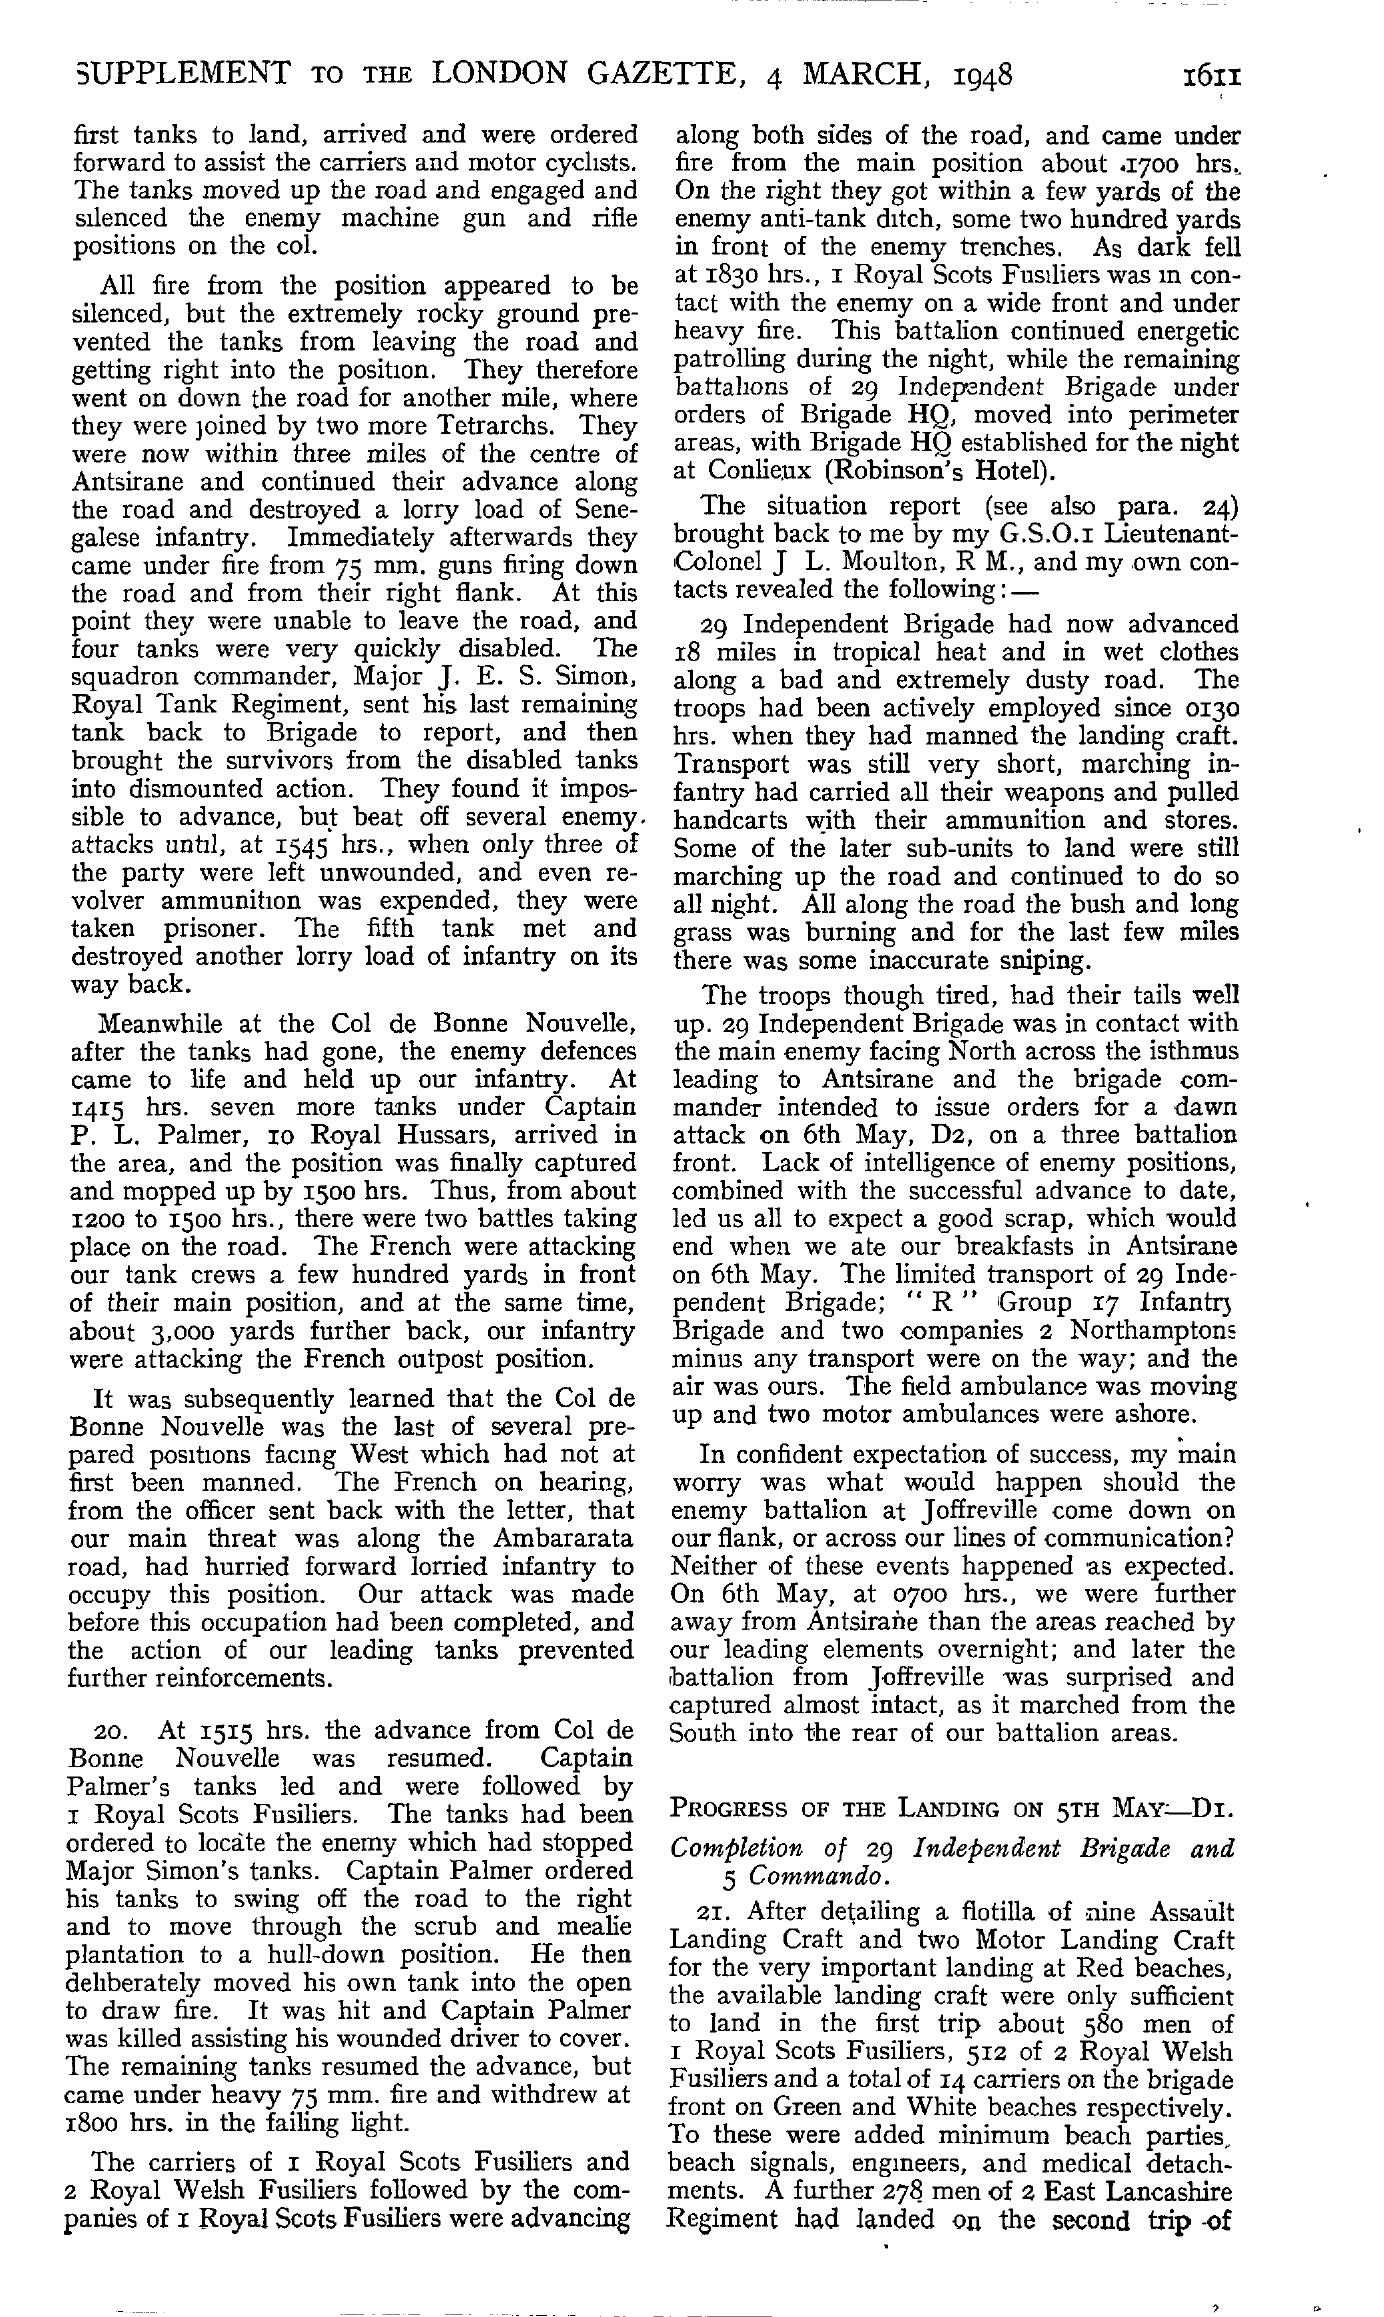 SUPPLEMENT TO THE LONDON GAZETTE, 4 MARCH, 1948 1611
first tanks to land, arrived and were ordered
forward to assist the carriers and motor cyclists.
The tanks moved up the road and engaged and
silenced the enemy machine gun and rifle
positions on the col.
All fire from the position appeared to be
silenced, but the extremely rocky ground pre-
vented the tanks from leaving the road and
getting right into the position. They therefore
went on down the road for another mile, where
they were joined by two more Tetrarchs. They
were now within three miles of the centre of
Antsirane and continued their advance along
the road and destroyed a lorry load of Sene-
galese infantry. Immediately afterwards they
came under fire from 75 mm. guns firing down
the road and from their right flank. At this
point they were unable to leave the road, and
four tanks were very quickly disabled. The
squadron commander, Major J. E. S. Simon,
Royal Tank Regiment, sent his last remaining
tank back to Brigade to report, and then
brought the survivors from the disabled tanks
into dismounted action. They found it impos-
sible to advance, but beat off several enemy
attacks until, at 1545 hrs., when only three of
the party were left unwounded, and even re-
volver ammunition was expended, they were
taken prisoner. The fifth tank met and
destroyed another lorry load of infantry on its
way back.
Meanwhile at the Col de Bonne Nouvelle,
after the tanks had gone, the enemy defences
came to life and held up our infantry. At
1415 hrs. seven more tanks under Captain
P. L. Palmer, 10 Royal Hussars, arrived in
the area, and the position was finally captured
and mopped up by 1500 hrs. Thus, from about
1200 to 1500 hrs., there were two battles taking
place on the road. The French were attacking
our tank crews a few hundred yards in front
of their main position, and at the same time,
about 3,000 yards further back, our infantry
were attacking the French outpost position.
It was subsequently learned that the Col de
Bonne Nouvelle was the last of several pre-
pared positions facing West which had not at
first been manned. The French on hearing,
from the officer sent back with the letter, that
our main threat was along the Ambararata
road, had hurried forward lorried infantry to
occupy this position. Our attack was made
before this occupation had been completed, and
the action of our leading tanks prevented
further reinforcements.
20. At 1515 hrs. the advance from Col de
Bonne Nouvelle was resumed. Captain
Palmer's tanks led and were followed by
1 Royal Scots Fusiliers. The tanks had been
ordered to locate the enemy which had stopped
Major Simon's tanks. Captain Palmer ordered
his tanks to swing off the road to the right
and to move through the scrub and mealie
plantation to a hull-down position. He then
deliberately moved his own tank into the open
to draw fire. It was hit and Captain Palmer
was killed assisting his wounded driver to cover.
The remaining tanks resumed the advance, but
came under heavy 75 mm. fire and withdrew at
1800 hrs. in the failing light.
The carriers of 1 Royal Scots Fusiliers and
2 Royal Welsh Fusiliers followed by the com-
panies of 1 Royal Scots Fusiliers were advancing
along both sides of the road, and came under
fire from the main position about 1700 hrs.
On the right they got within a few yards of the
enemy anti-tank ditch, some two hundred yards
in front of the enemy trenches. As dark fell
at 1830 hrs., 1 Royal Scots Fusiliers was in con-
tact with the enemy on a wide front and under
heavy fire. This battalion continued energetic
patrolling during the night, while the remaining
battalions of 29 Independent Brigade under
orders of Brigade HQ, moved into perimeter
areas, with Brigade HQ established for the night
at Conlieux (Robinson's Hotel).
The situation report (see also para. 24)
brought back to me by my G.S.O.1 Lieutenant-
Colonel J L. Moulton, R M., and my own con-
tacts revealed the following:—
29 Independent Brigade had now advanced
18 miles in tropical heat and in wet clothes
along a bad and extremely dusty road. The
troops had been actively employed since 0130
hrs. when they had manned the landing craft.
Transport was still very short, marching in-
fantry had carried all their weapons and pulled
handcarts with their ammunition and stores.
Some of the later sub-units to land were still
marching up the road and continued to do so
all night. All along the road the bush and long
grass was burning and for the last few miles
there was some inaccurate sniping.
The troops though tired, had their tails well
up. 29 Independent Brigade was in contact with
the main enemy facing North across the isthmus
leading to Antsirane and the brigade com-
mander intended to issue orders for a dawn
attack on 6th May, D2, on a three battalion
front. Lack of intelligence of enemy positions,
combined with the successful advance to date,
led us all to expect a good scrap, which would
end when we ate our breakfasts in Antsirane
on 6th May. The limited transport of 29 Inde-
pendent Brigade; "R" Group 17 Infantry
Brigade and two companies 2 Northamptons
minus any transport were on the way; and the
air was ours. The field ambulance was moving
up and two motor ambulances were ashore.
In confident expectation of success, my main
worry was what would happen should the
enemy battalion at Joffreville come down on
our flank, or across our lines of communication?
Neither of these events happened as expected.
On 6th May, at 0700 hrs., we were further
away from Antsirane than the areas reached by
our leading elements overnight; and later the
battalion from Joffreville was surprised and
captured almost intact, as it marched from the
South into the rear of our battalion areas.
PROGRESS OF THE LANDING ON 5TH MAY—D1.
Completion of 29 Independent Brigade and
5 Commando.
21. After detailing a flotilla of nine Assault
Landing Craft and two Motor Landing Craft
for the very important landing at Red beaches,
the available landing craft were only sufficient
to land in the first trip about 580 men of
1 Royal Scots Fusiliers, 512 of 2 Royal Welsh
Fusiliers and a total of 14 carriers on the brigade
front on Green and White beaches respectively.
To these were added minimum beach parties,
beach signals, engineers, and medical detach-
ments. A further 278 men of 2 East Lancashire
Regiment had landed on the second trip of